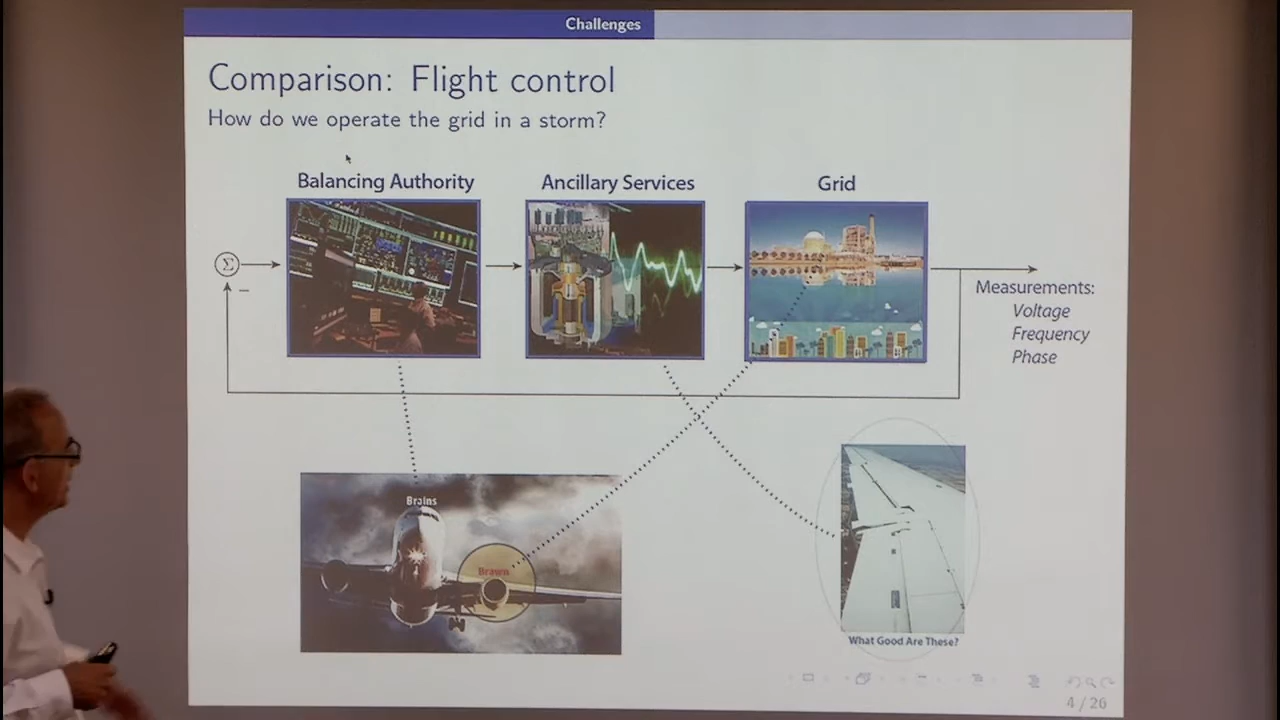 Challenges
Comparison: Flight control
How do we operate the grid in a storm?
Balancing Authority
Ancillary Services
Grid
Σ
−
Measurements:
Voltage
Frequency
Phase
Brains
Brawn
What Good Are These?
4 / 26